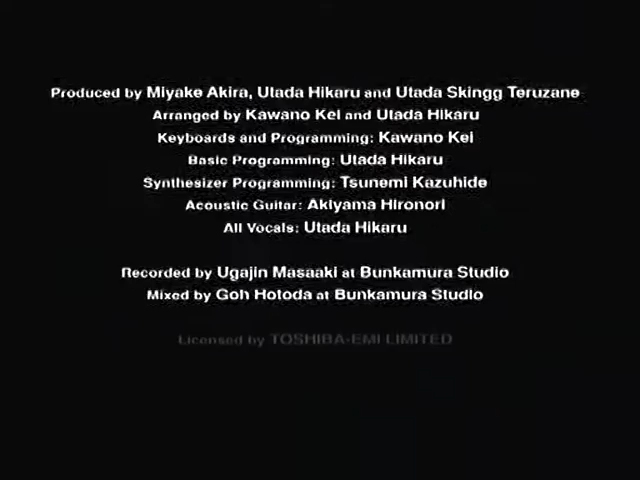 Produced by Miyake Akira, Utada Hikaru and Utada Skingg Teruzane
Arranged by Kawano Kei and Utada Hikaru
Keyboards and Programming: Kawano Kei
Basic Programming: Utada Hikaru
Synthesizer Programming: Tsunemi Kazuhide
Acoustic Guitar: Akiyama Hironori
All Vocals: Utada Hikaru
Recorded by Ugajin Masaaki at Bunkamura Studio
Mixed by Goh Hotoda at Bunkamura Studio
Licensed by TOSHIBA-EMI LIMITED